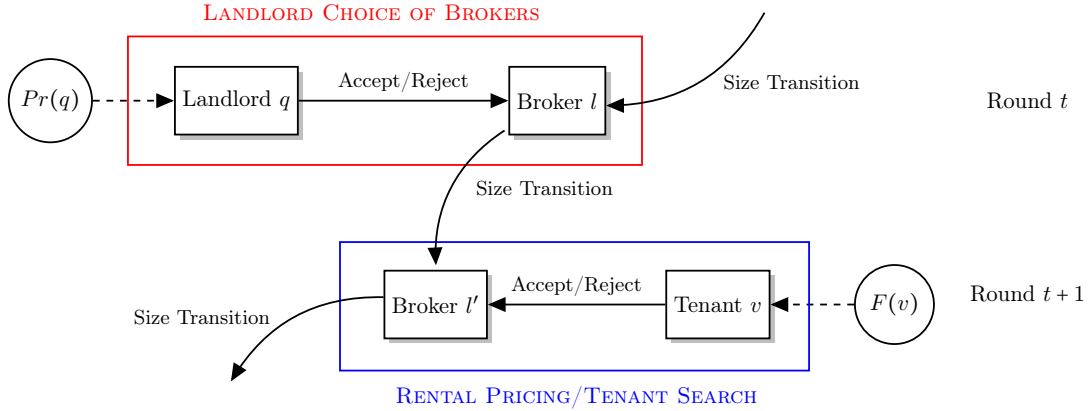 LANDLORD CHOICE OF BROKERS
Pr(q)
Landlord q
Accept/Reject
Broker l
Size Transition
Round t
Size Transition
Broker l′
Accept/Reject
Tenant v
F(v)
Round t + 1
Size Transition
RENTAL PRICING/TENANT SEARCH